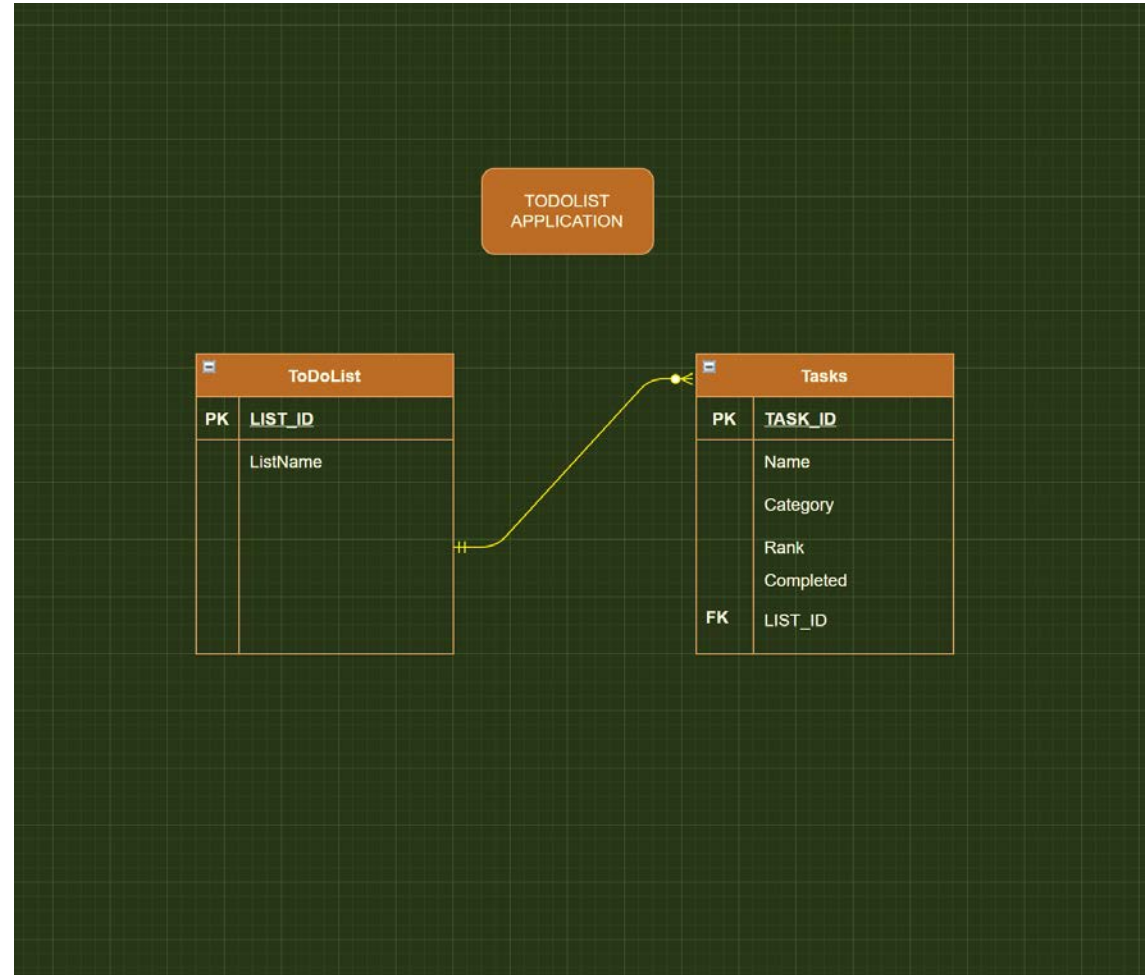 TODOLIST
APPLICATION
ToDoList
PK LIST_ID
ListName
Tasks
PK TASK_ID
Name
Category
Rank
Completed
FK LIST_ID